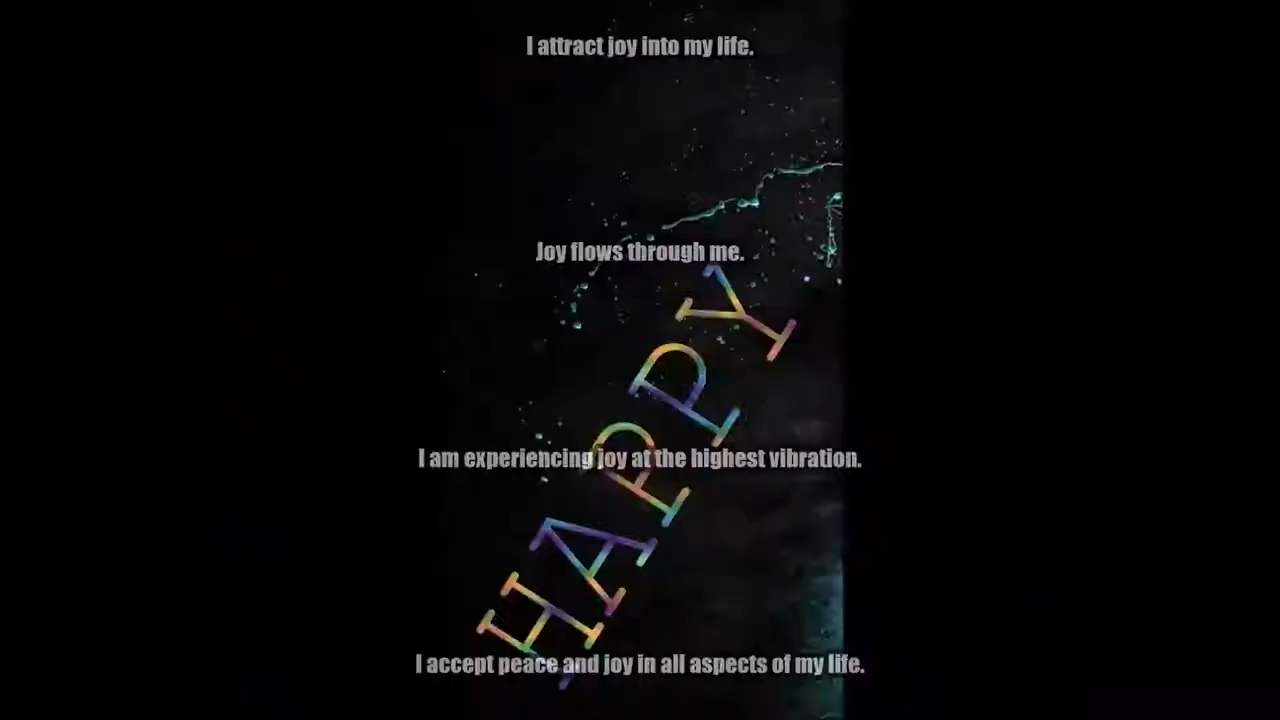 I attract joy into my life.
Joy flows through me.
HAPPY
I am experiencing joy at the highest vibration.
I accept peace and joy in all aspects of my life.